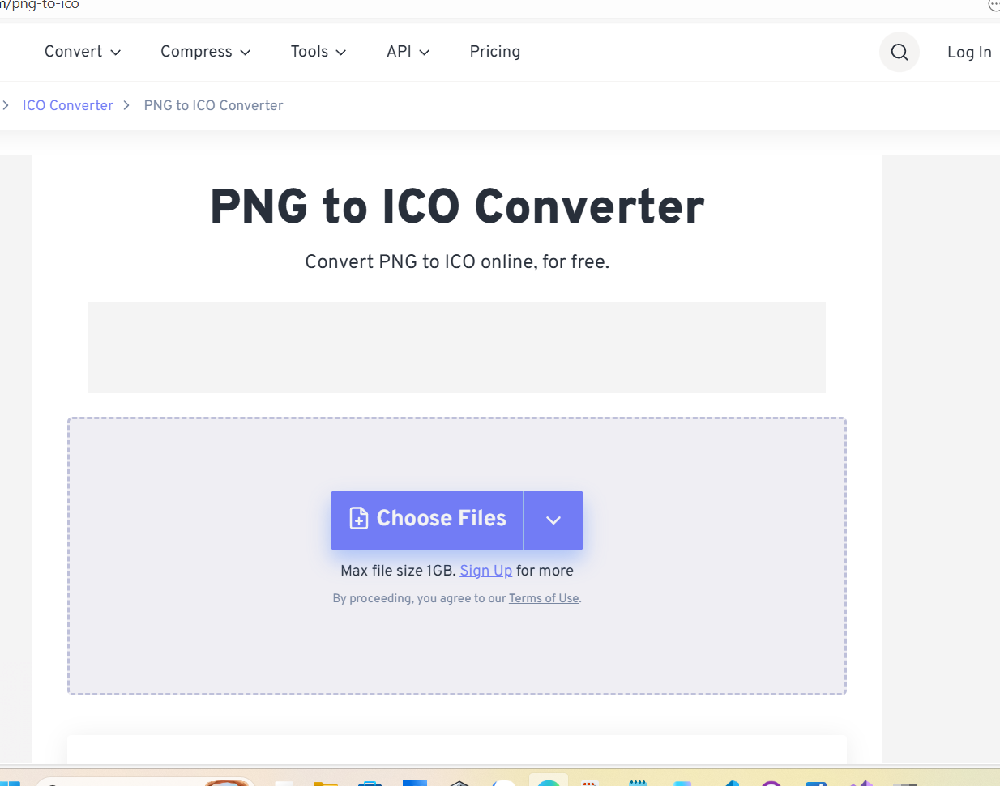 /png-to-ico
Convert
Compress
Tools
API
Pricing
Log In
ICO Converter
PNG to ICO Converter
PNG to ICO Converter
Convert PNG to ICO online, for free.
Choose Files
Max file size 1GB. Sign Up for more
By proceeding, you agree to our Terms of Use.